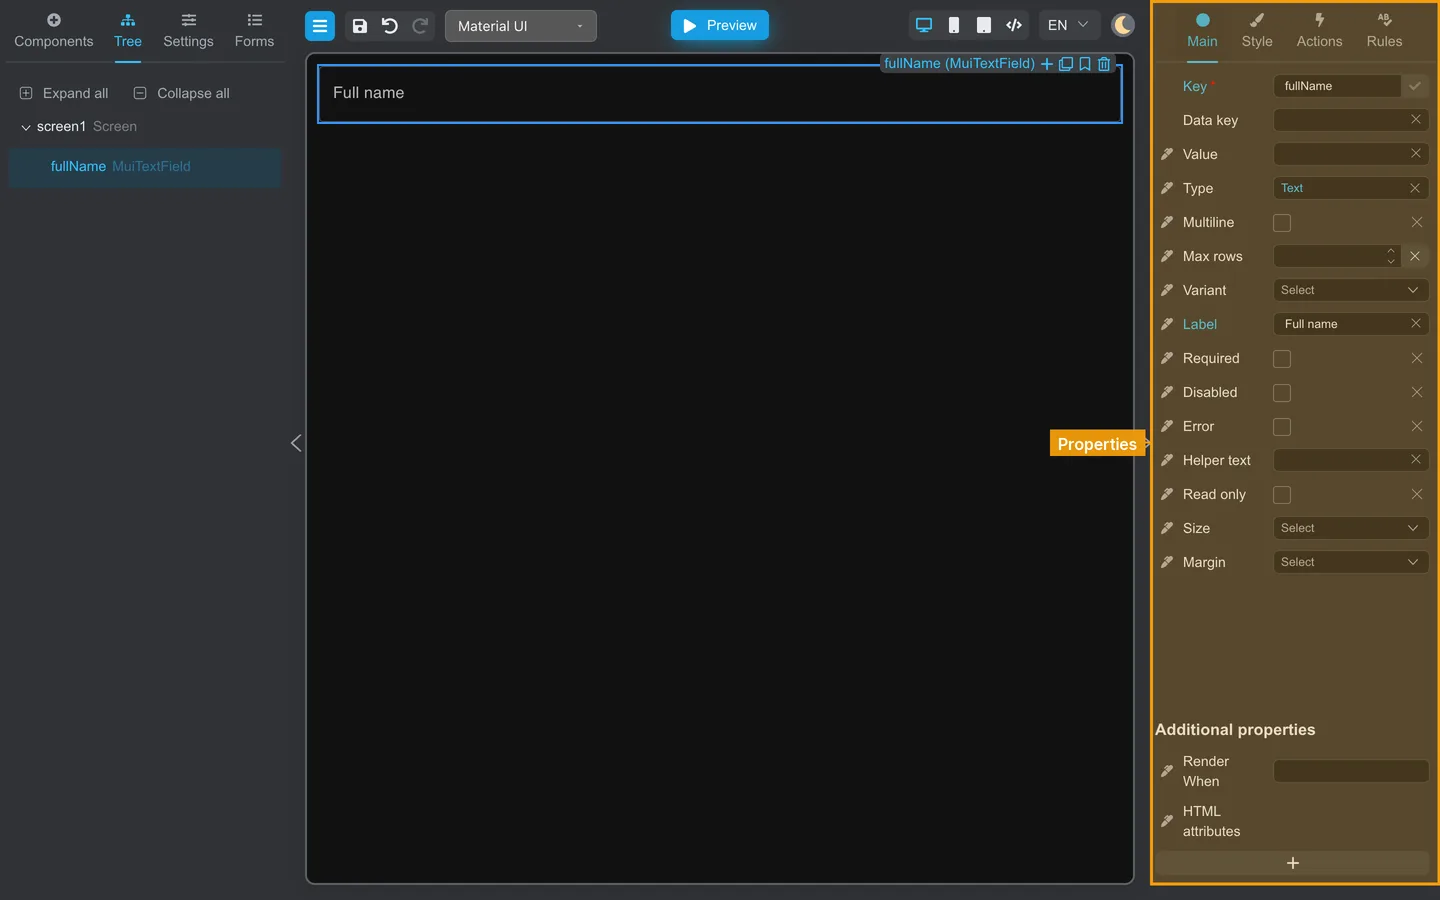 Components
Tree
Settings
Forms
Material UI
Preview
EN
Main
Style
Actions
AB
Rules
Expand all
Collapse all
screen1 Screen
fullName MuiTextField
fullName (MuiTextField)
Full name
Properties
Key * fullName
Data key
Value
Type Text
Multiline
Max rows
Variant Select
Label Full name
Required
Disabled
Error
Helper text
Read only
Size Select
Margin Select
Additional properties
Render
When
HTML
attributes